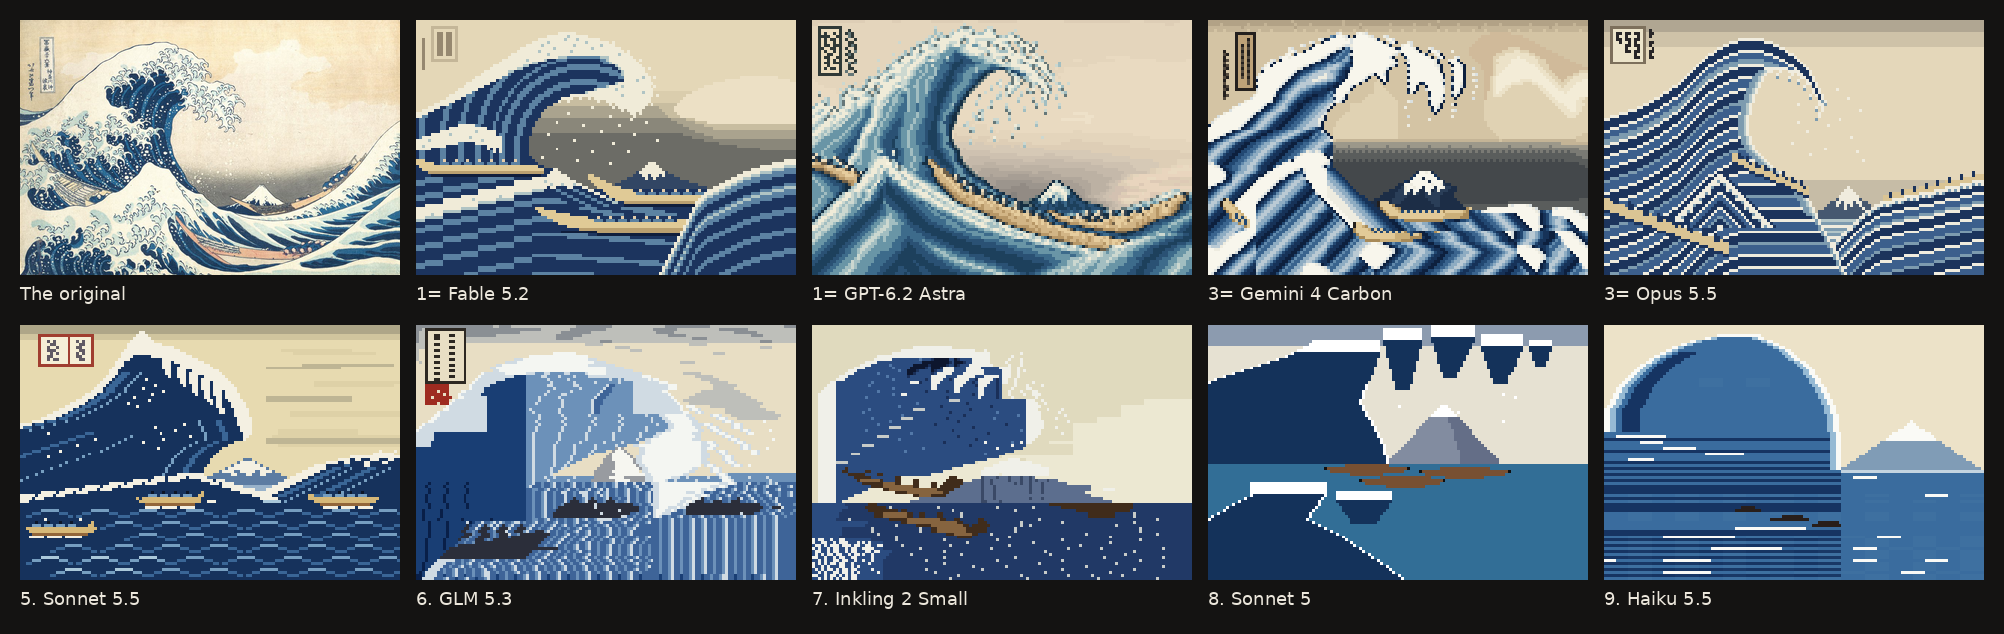 The original
1= Fable 5.2
1= GPT-6.2 Astra
3= Gemini 4 Carbon
3= Opus 5.5
5. Sonnet 5.5
6. GLM 5.3
7. Inkling 2 Small
8. Sonnet 5
9. Haiku 5.5